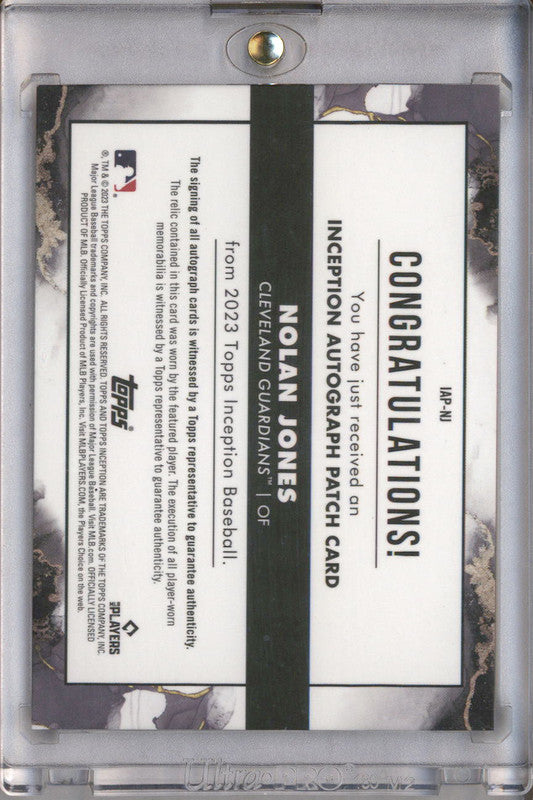 IAP-NJ
CONGRATULATIONS!
You have just received an
INCEPTION AUTOGRAPH PATCH CARD
NOLAN JONES
CLEVELAND GUARDIANS™ | OF
from 2023 Topps Inception Baseball.
The signing of all autograph cards is witnessed by a Topps representative to guarantee authenticity.
The relic contained in this card was worn by the featured player. The execution of all player-worn
memorabilia is witnessed by a Topps representative to guarantee authenticity.
topps®
MLB PLAYERS
®, TM & © 2023 THE TOPPS COMPANY, INC. ALL RIGHTS RESERVED. TOPPS AND TOPPS INCEPTION ARE TRADEMARKS OF THE TOPPS COMPANY, INC.
Major League Baseball trademarks and copyrights are used with permission of Major League Baseball. Visit MLB.com. OFFICIALLY LICENSED
PRODUCT OF MLB Players, Inc. Visit MLBPLAYERS.COM, the Players Choice on the web.
Ultra PRO®